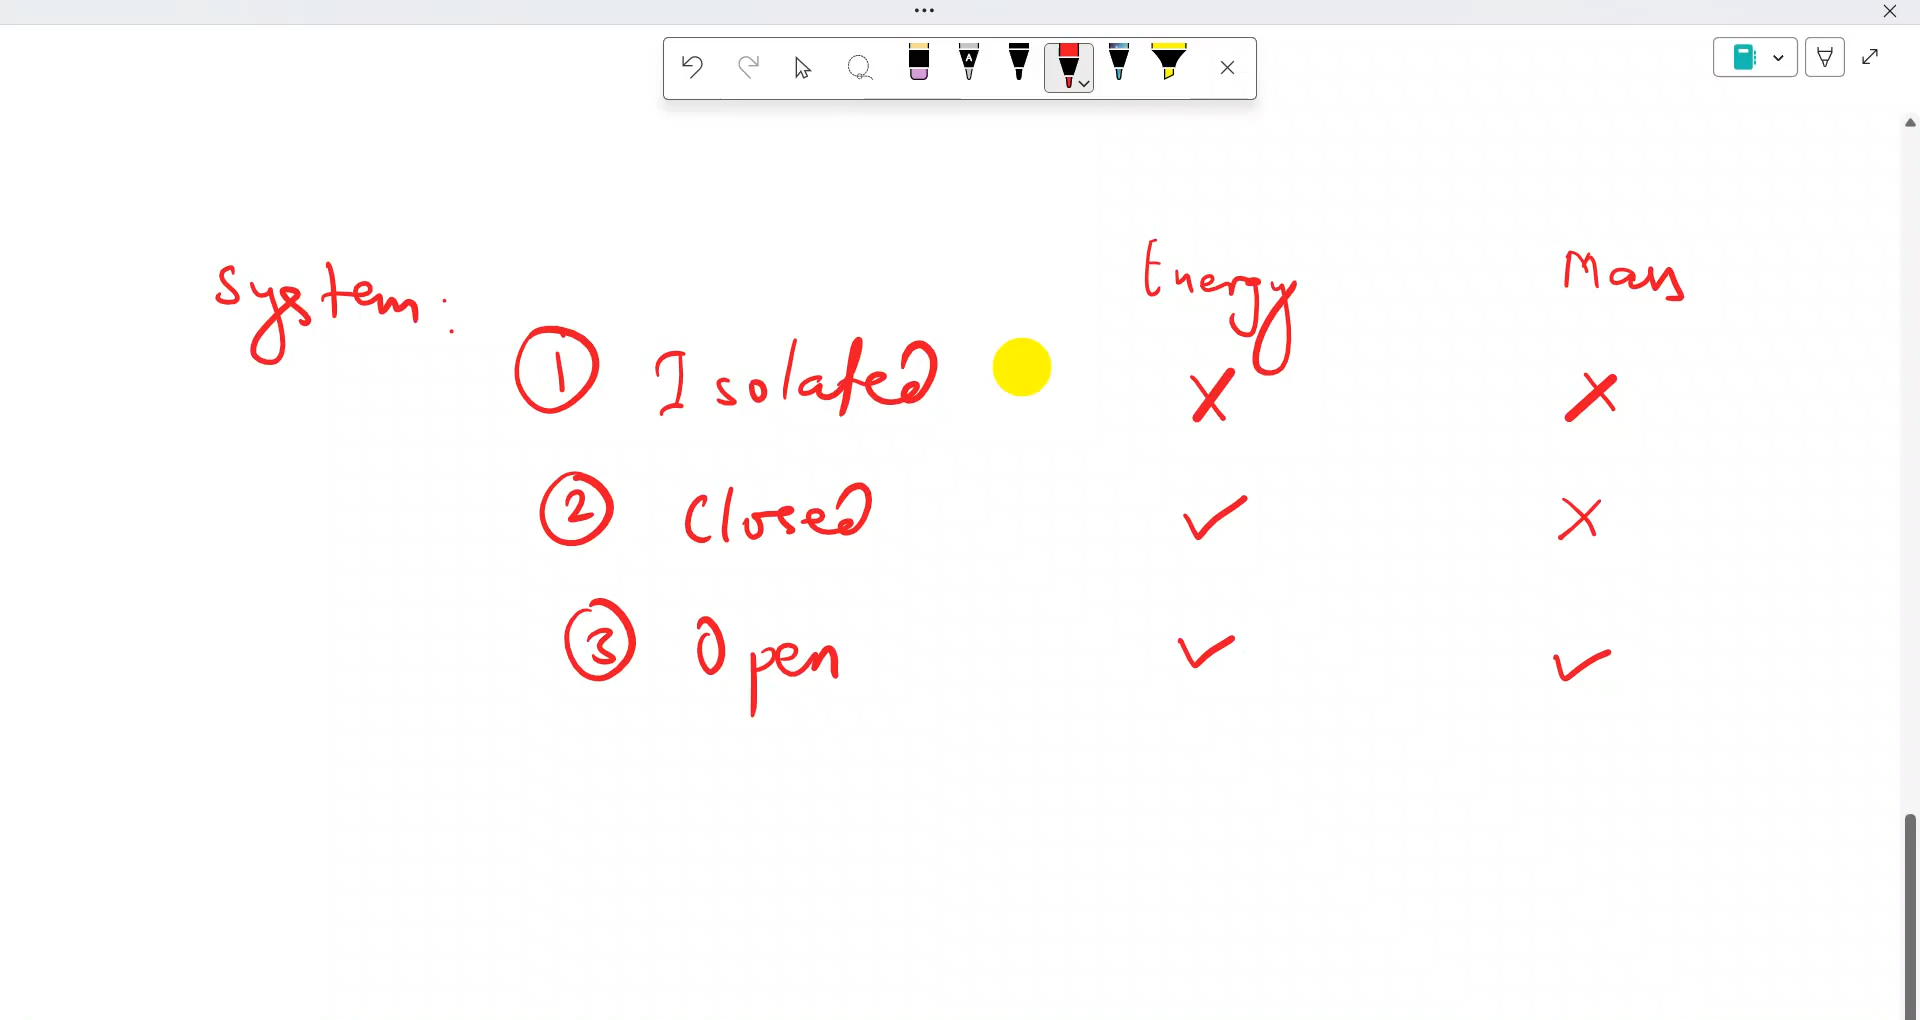 System :
Energy Mass
① Isolated X X
② Closed ✓ X
③ Open ✓ ✓
A